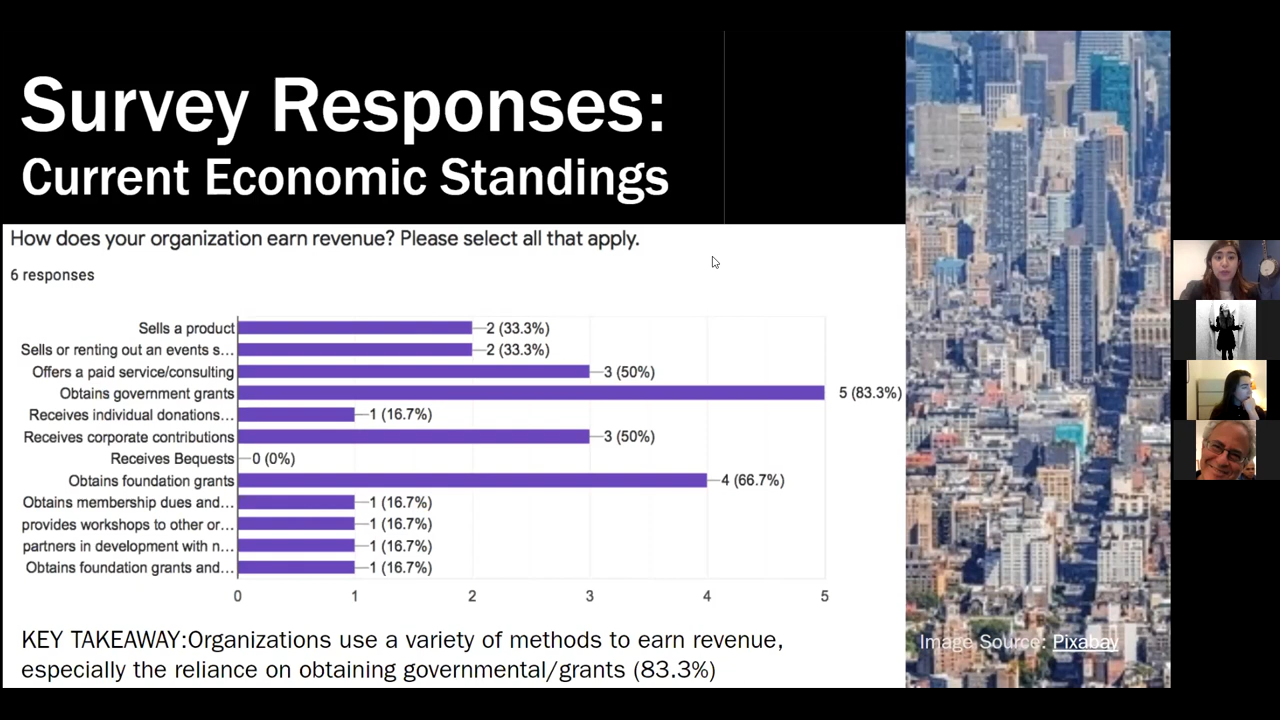 Survey Responses:
Current Economic Standings
How does your organization earn revenue? Please select all that apply.
6 responses
Sells a product 2 (33.3%)
Sells or renting out an events s... 2 (33.3%)
Offers a paid service/consulting 3 (50%)
Obtains government grants 5 (83.3%)
Receives individual donations... 1 (16.7%)
Receives corporate contributions 3 (50%)
Receives Bequests 0 (0%)
Obtains foundation grants 4 (66.7%)
Obtains membership dues and... 1 (16.7%)
provides workshops to other or... 1 (16.7%)
partners in development with n... 1 (16.7%)
Obtains foundation grants and... 1 (16.7%)
0 1 2 3 4 5
KEY TAKEAWAY:Organizations use a variety of methods to earn revenue,
especially the reliance on obtaining governmental/grants (83.3%)
Image Source: Pixabay